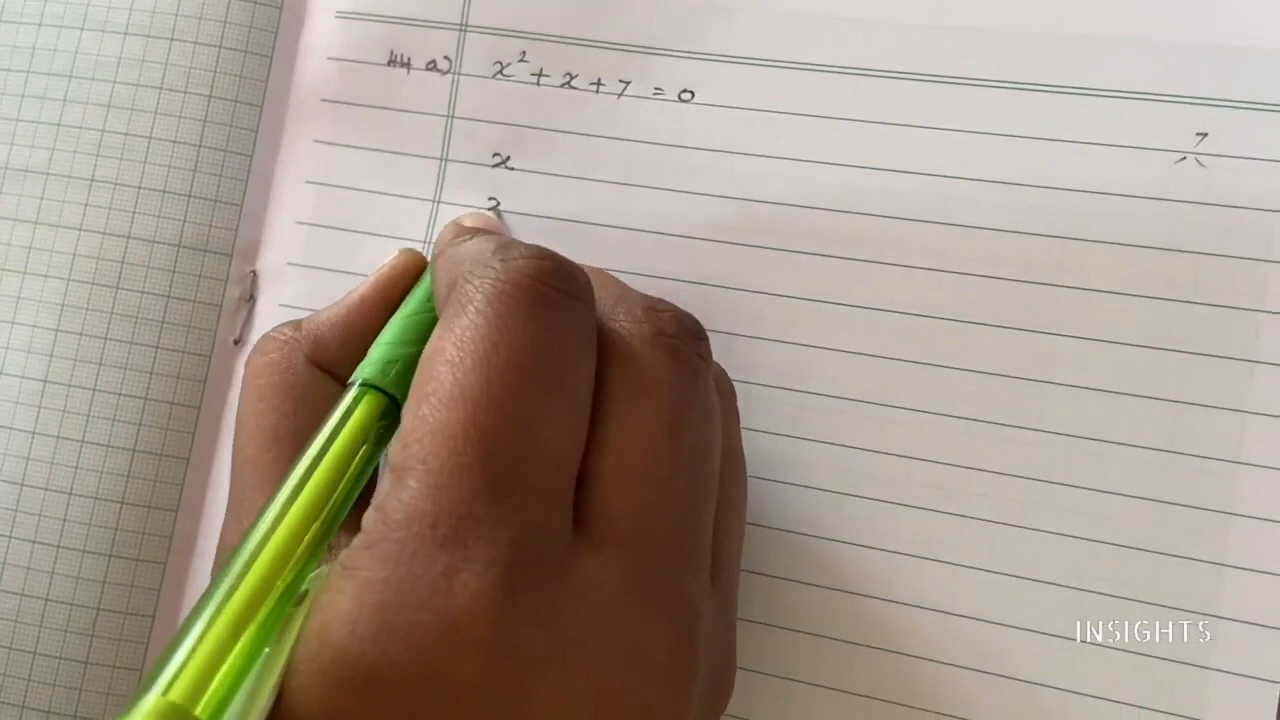 44 a) x² + x + 7 = 0
7
x
INSIGHTS